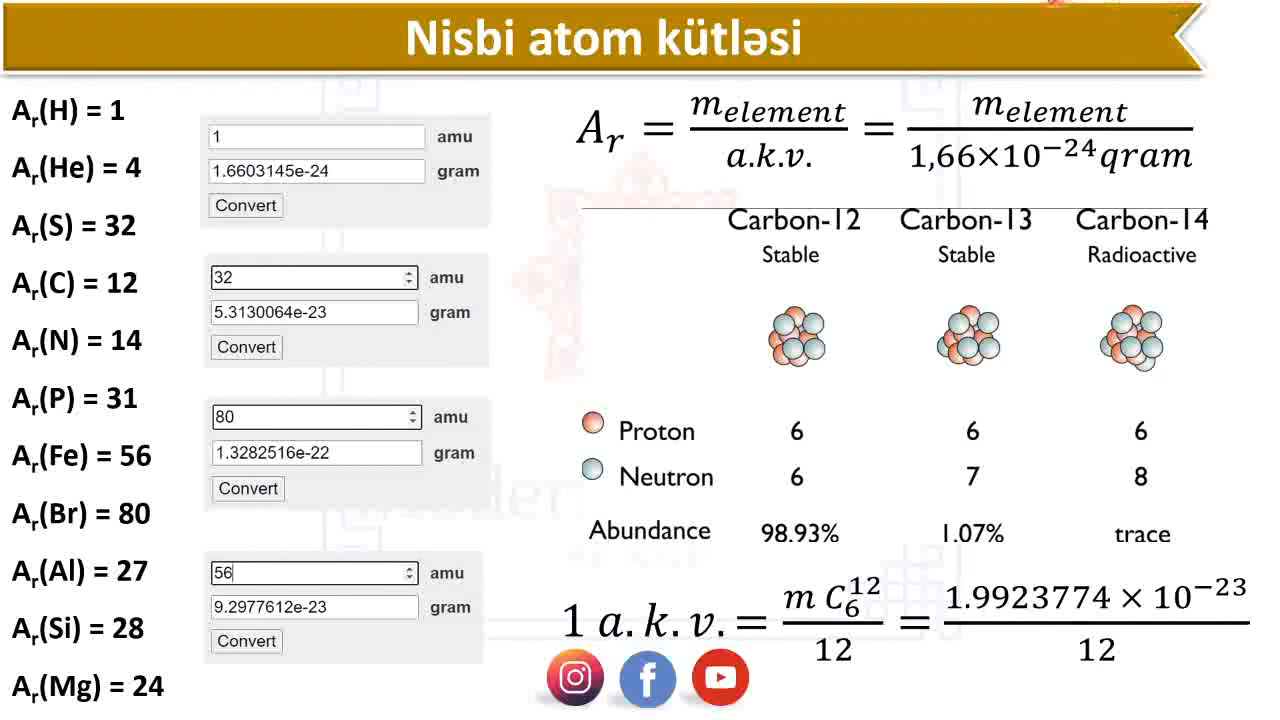 Nisbi atom kütləsi
Ar(H) = 1
Ar(He) = 4
Ar(S) = 32
Ar(C) = 12
Ar(N) = 14
Ar(P) = 31
Ar(Fe) = 56
Ar(Br) = 80
Ar(Al) = 27
Ar(Si) = 28
Ar(Mg) = 24
1 amu
1.6603145e-24 gram
Convert
32 amu
5.3130064e-23 gram
Convert
80 amu
1.3282516e-22 gram
Convert
56 amu
9.2977612e-23 gram
Convert
A_r = m_element / a.k.v. = m_element / 1,66×10^−24 qram
Carbon-12 Carbon-13 Carbon-14
Stable Stable Radioactive
Proton 6 6 6
Neutron 6 7 8
Abundance 98.93% 1.07% trace
1 a.k.v. = m C_6^12 / 12 = 1.9923774 × 10^−23 / 12